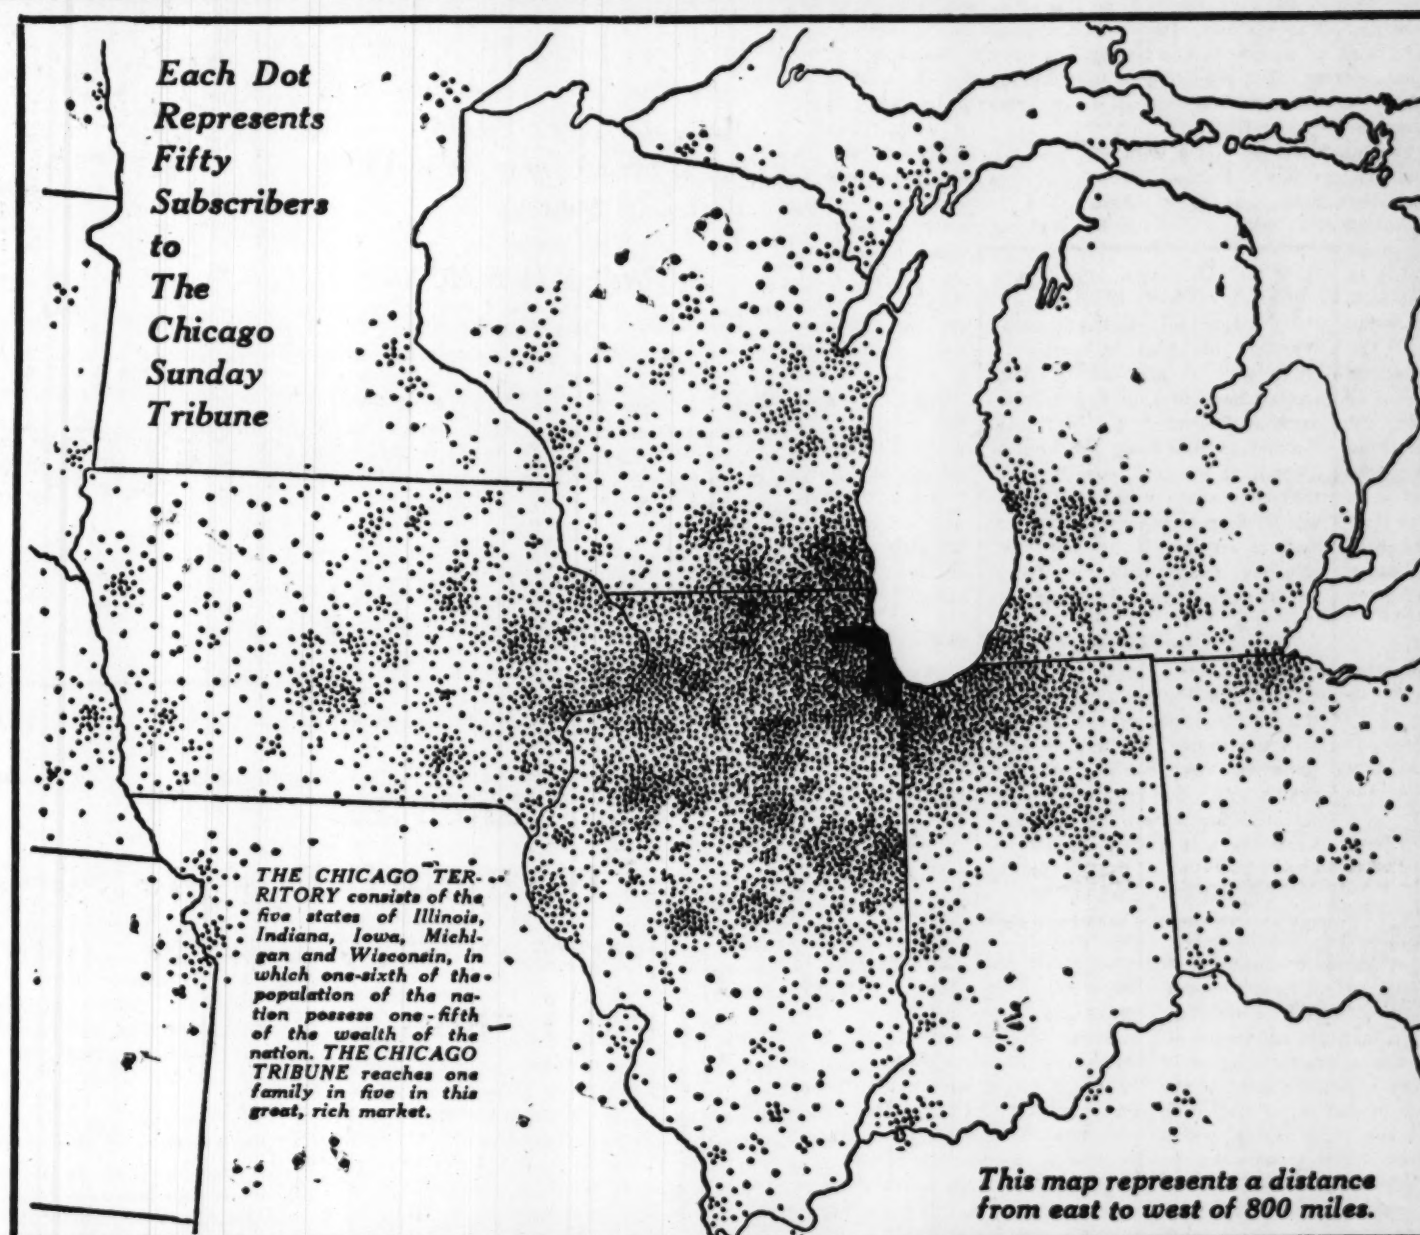 Each Dot
Represents
Fifty
Subscribers
to
The
Chicago
Sunday
Tribune
THE CHICAGO TER-
RITORY consists of the
five states of Illinois,
Indiana, Iowa, Michi-
gan and Wisconsin, in
which one-sixth of the
population of the na-
tion possess one-fifth
of the wealth of the
nation. THE CHICAGO
TRIBUNE reaches one
family in five in this
great, rich market.
This map represents a distance
from east to west of 800 miles.